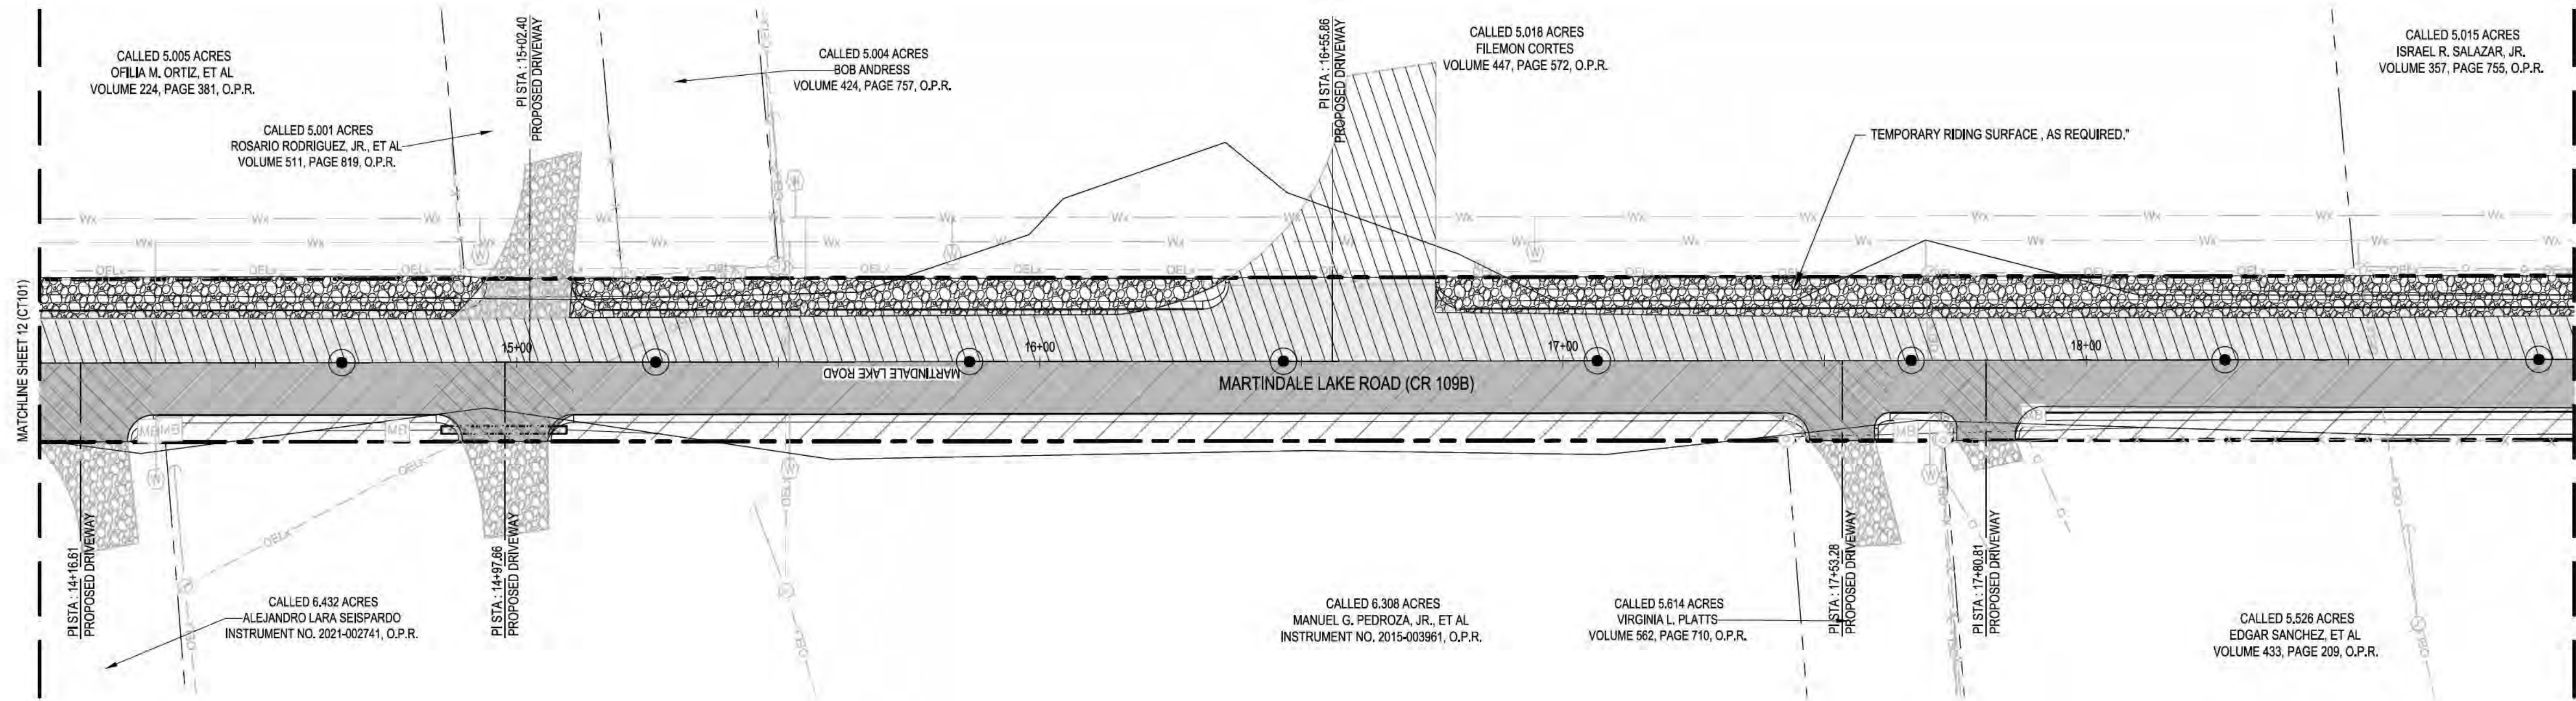 CALLED 5.005 ACRES
OFILIA M. ORTIZ, ET AL
VOLUME 224, PAGE 381, O.P.R.
CALLED 5.001 ACRES
ROSARIO RODRIGUEZ, JR., ET AL
VOLUME 511, PAGE 819, O.P.R.
PI STA : 15+02.40
PROPOSED DRIVEWAY
CALLED 5.004 ACRES
BOB ANDRESS
VOLUME 424, PAGE 757, O.P.R.
PI STA : 16+55.86
PROPOSED DRIVEWAY
CALLED 5.018 ACRES
FILEMON CORTES
VOLUME 447, PAGE 572, O.P.R.
CALLED 5.015 ACRES
ISRAEL R. SALAZAR, JR.
VOLUME 357, PAGE 755, O.P.R.
TEMPORARY RIDING SURFACE , AS REQUIRED."
MATCHLINE SHEET 12 (CT101)
15+00
16+00
17+00
18+00
MARTINDALE LAKE ROAD
MARTINDALE LAKE ROAD (CR 109B)
PI STA : 14+16.61
PROPOSED DRIVEWAY
CALLED 6.432 ACRES
ALEJANDRO LARA SEISPARDO
INSTRUMENT NO. 2021-002741, O.P.R.
PI STA : 14+97.66
PROPOSED DRIVEWAY
CALLED 6.308 ACRES
MANUEL G. PEDROZA, JR., ET AL
INSTRUMENT NO. 2015-003961, O.P.R.
CALLED 5.614 ACRES
VIRGINIA L. PLATTS
VOLUME 562, PAGE 710, O.P.R.
PI STA : 17+53.28
PROPOSED DRIVEWAY
PI STA : 17+80.81
PROPOSED DRIVEWAY
CALLED 5.526 ACRES
EDGAR SANCHEZ, ET AL
VOLUME 433, PAGE 209, O.P.R.